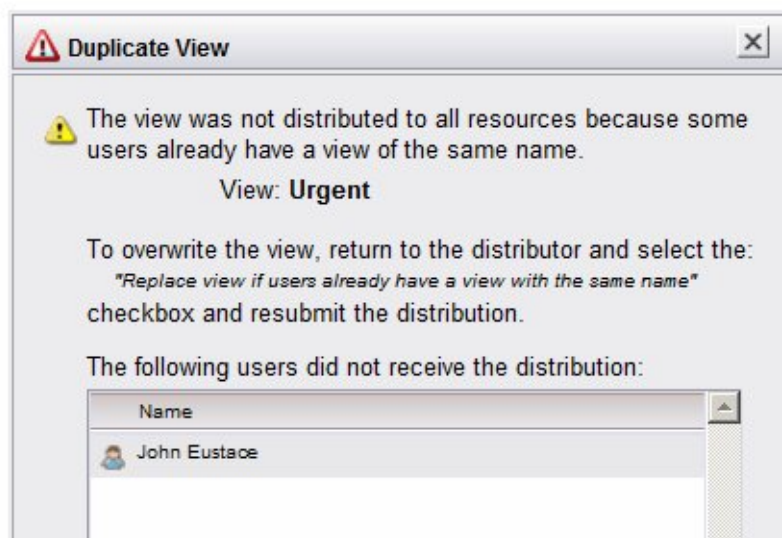 Duplicate View
The view was not distributed to all resources because some
users already have a view of the same name.
View: Urgent
To overwrite the view, return to the distributor and select the:
"Replace view if users already have a view with the same name"
checkbox and resubmit the distribution.
The following users did not receive the distribution:
Name
John Eustace